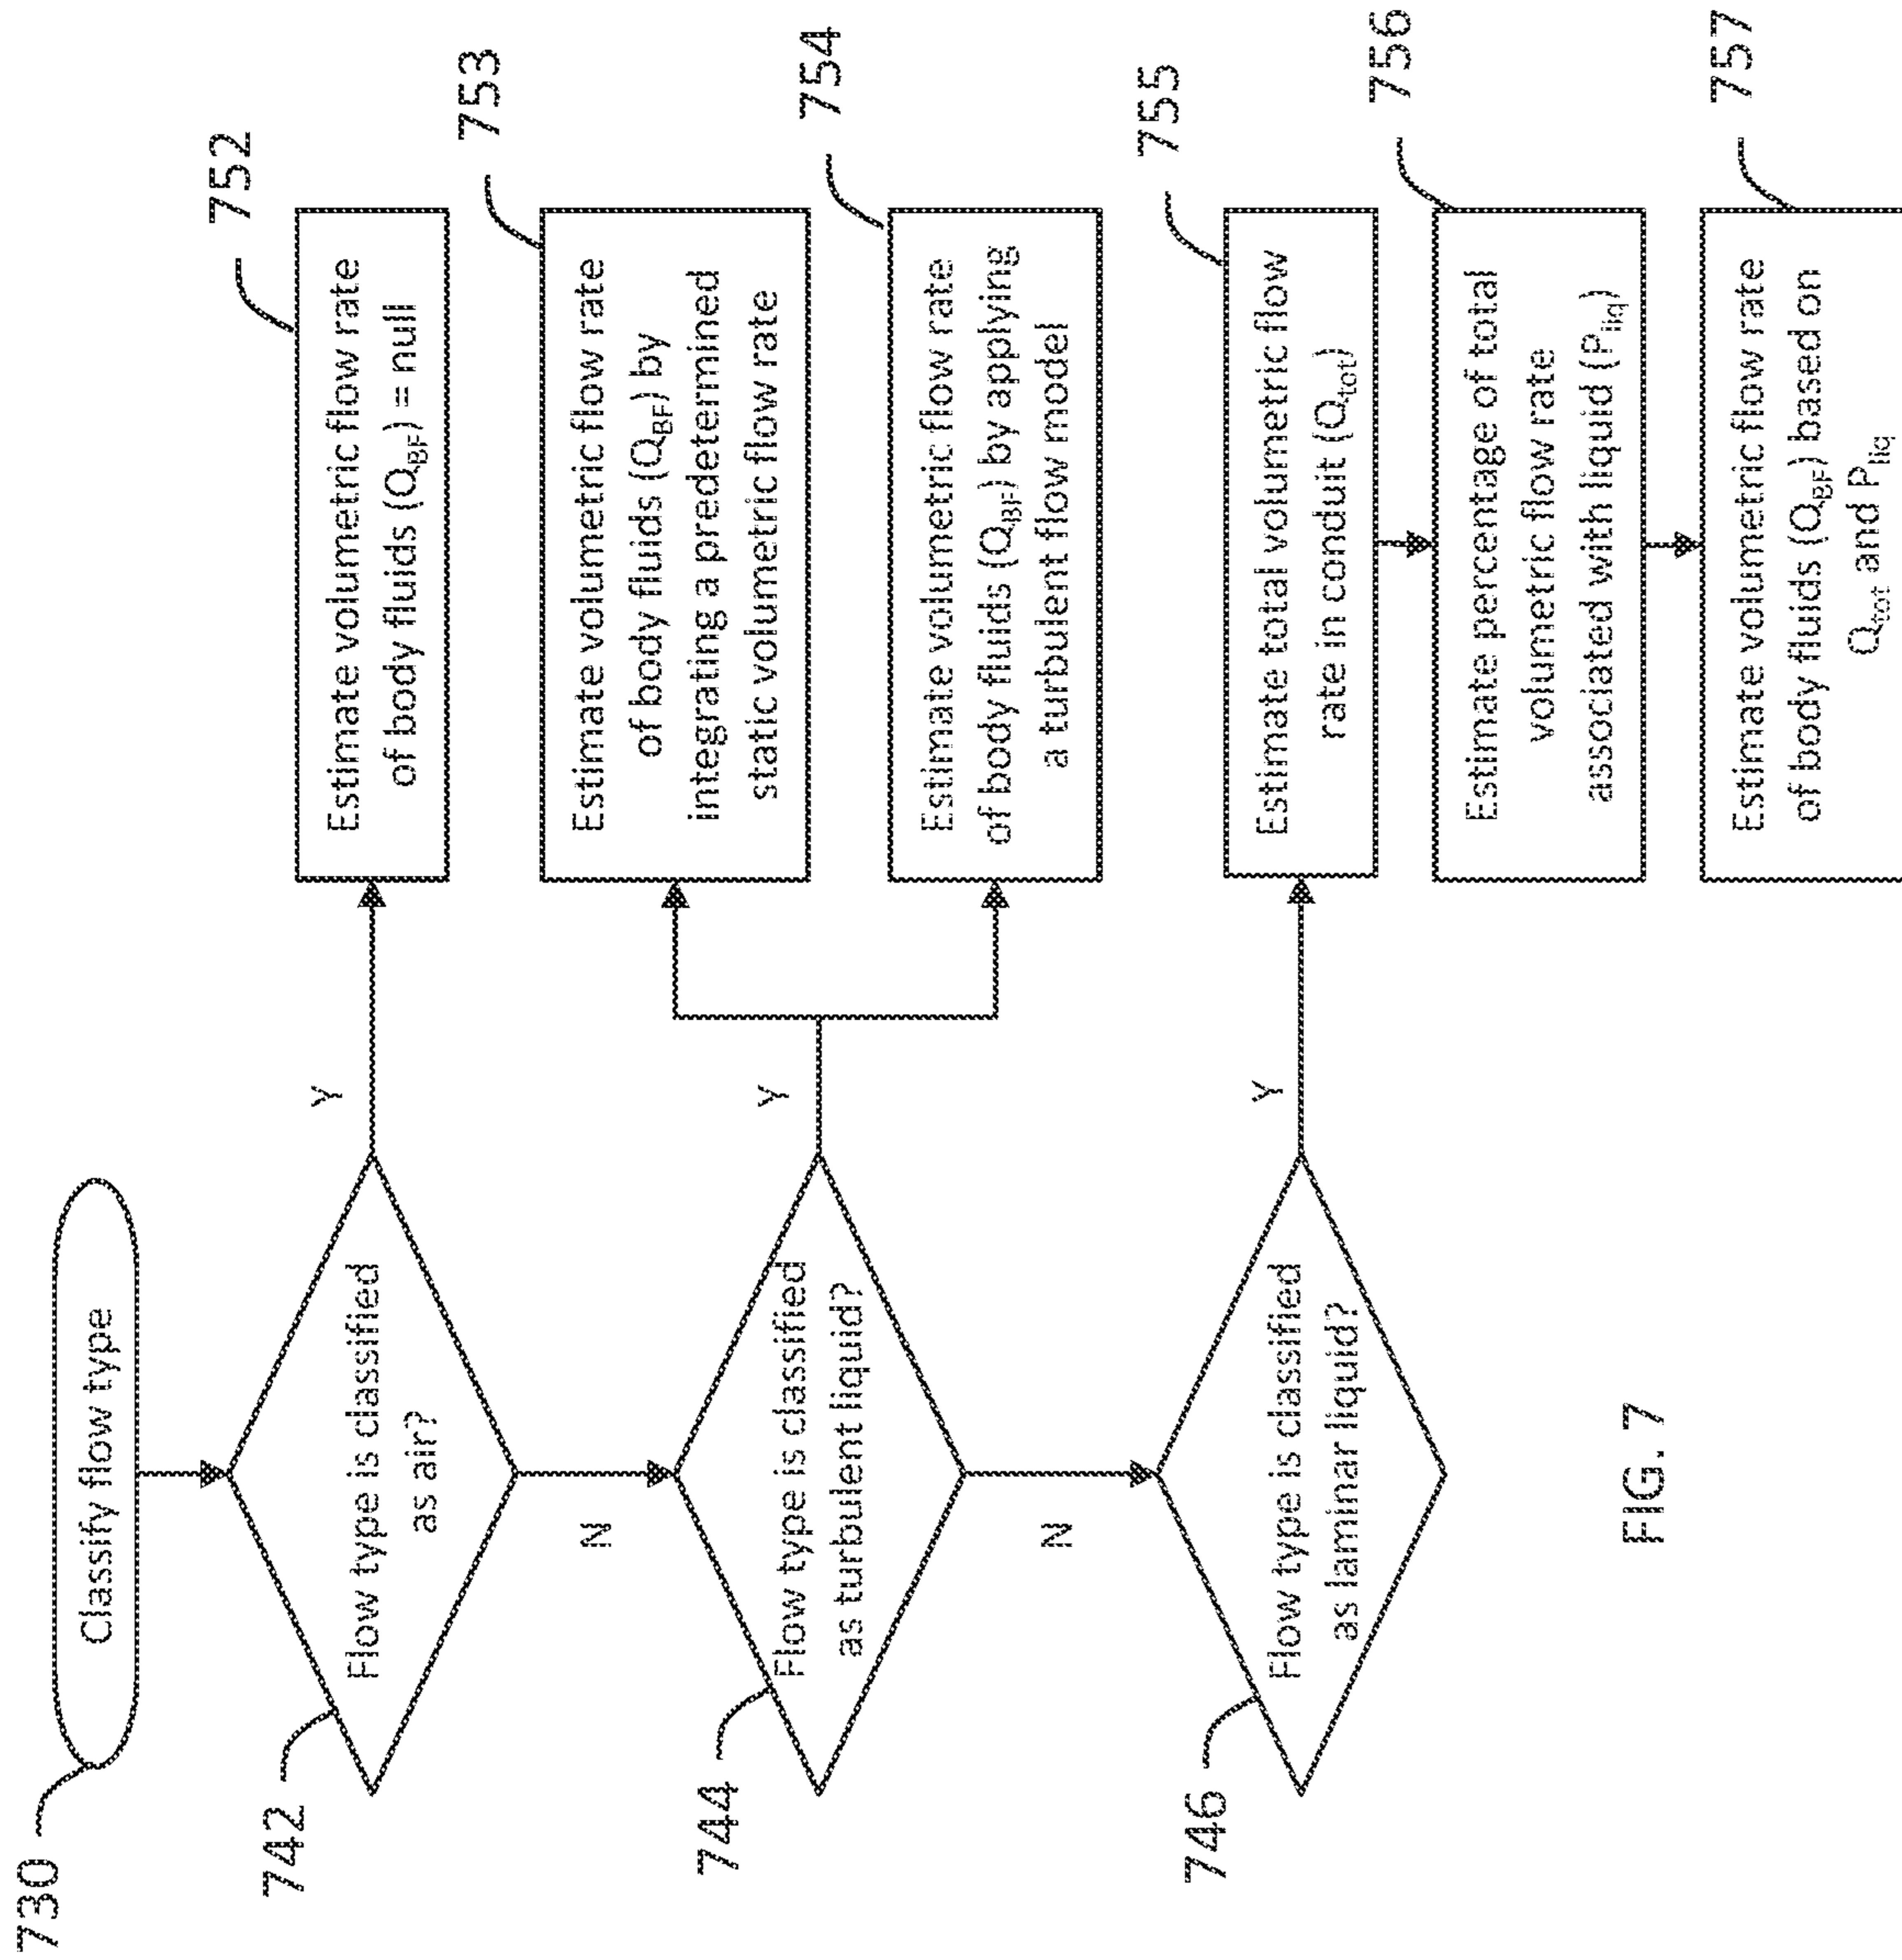 730
Classify flow type
742
Flow type is classified
as air?
Y
752
Estimate volumetric flow rate
of body fluids (Q_BF) = null
N
744
Flow type is classified
as turbulent liquid?
Y
753
Estimate volumetric flow rate
of body fluids (Q_BF) by
integrating a predetermined
static volumetric flow rate
754
Estimate volumetric flow rate
of body fluids (Q_BF) by applying
a turbulent flow model
N
746
Flow type is classified
as laminar liquid?
Y
755
Estimate total volumetric flow
rate in conduit (Q_tot)
756
Estimate percentage of total
volumetric flow rate
associated with liquid (P_liq)
757
Estimate volumetric flow rate
of body fluids (Q_BF) based on
Q_tot and P_liq
FIG. 7